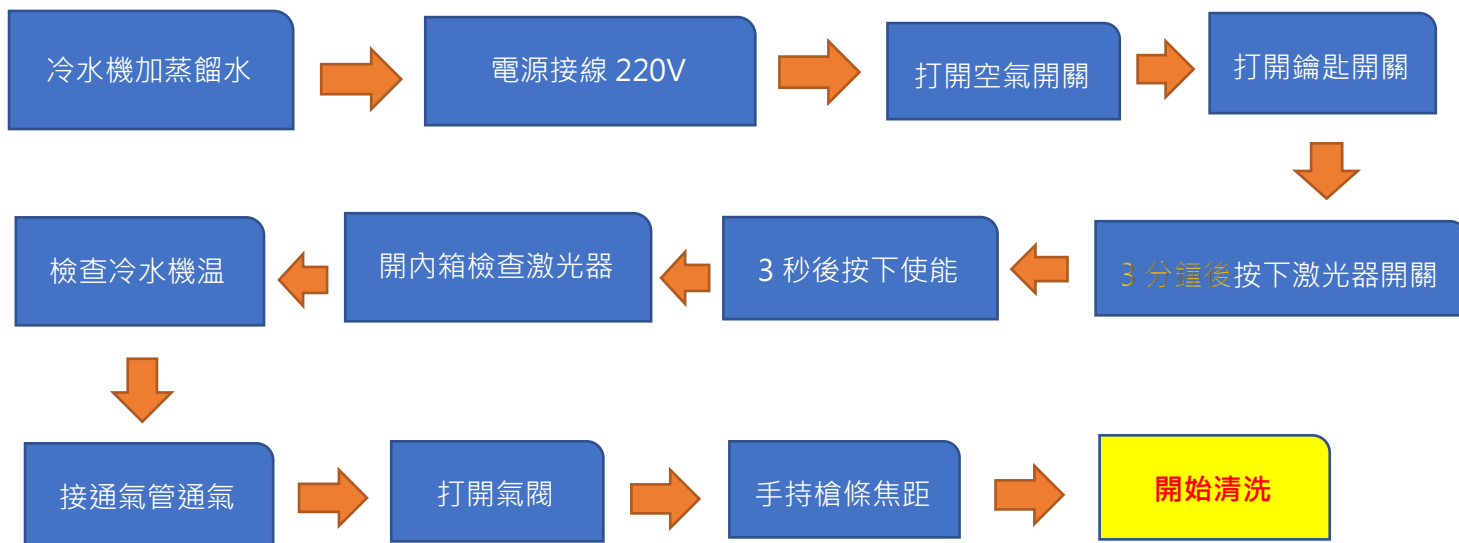 冷水機加蒸餾水
電源接線 220V
打開空氣開關
打開鑰匙開關
3 分鐘後按下激光器開關
3 秒後按下使能
開內箱檢查激光器
檢查冷水機温
接通氣管通氣
打開氣閥
手持槍條焦距
開始清洗